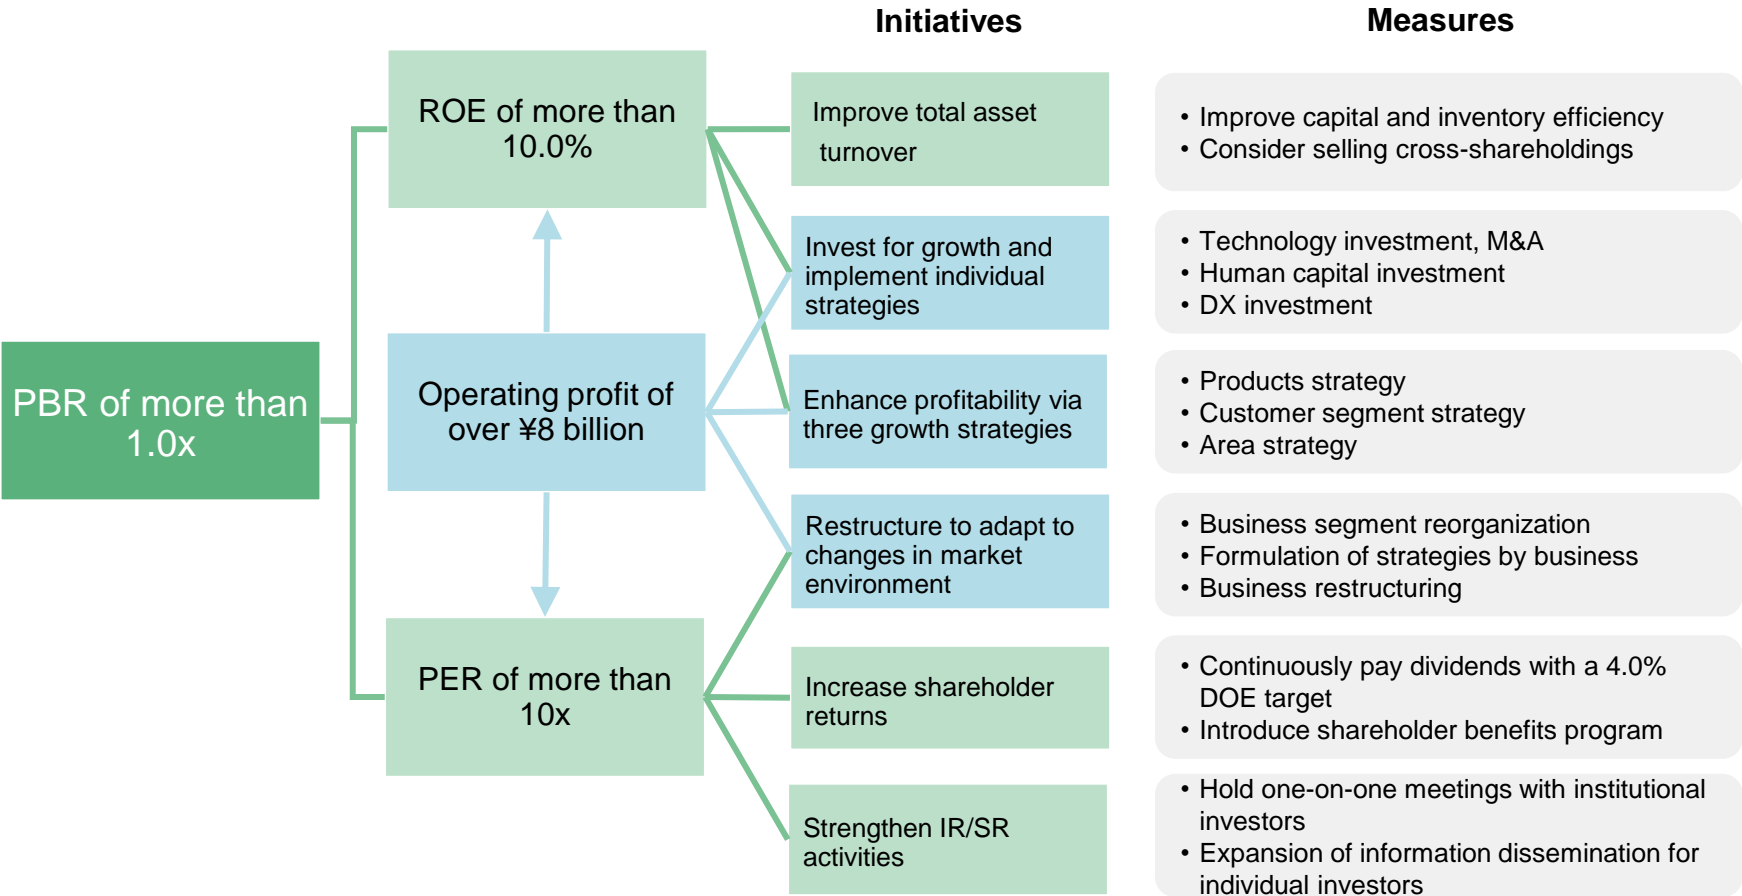 Initiatives
Measures
PBR of more than
1.0x
ROE of more than
10.0%
Operating profit of
over ¥8 billion
PER of more than
10x
Improve total asset
turnover
• Improve capital and inventory efficiency
• Consider selling cross-shareholdings
Invest for growth and
implement individual
strategies
• Technology investment, M&A
• Human capital investment
• DX investment
Enhance profitability via
three growth strategies
• Products strategy
• Customer segment strategy
• Area strategy
Restructure to adapt to
changes in market
environment
• Business segment reorganization
• Formulation of strategies by business
• Business restructuring
Increase shareholder
returns
• Continuously pay dividends with a 4.0%
DOE target
• Introduce shareholder benefits program
Strengthen IR/SR
activities
• Hold one-on-one meetings with institutional
investors
• Expansion of information dissemination for
individual investors